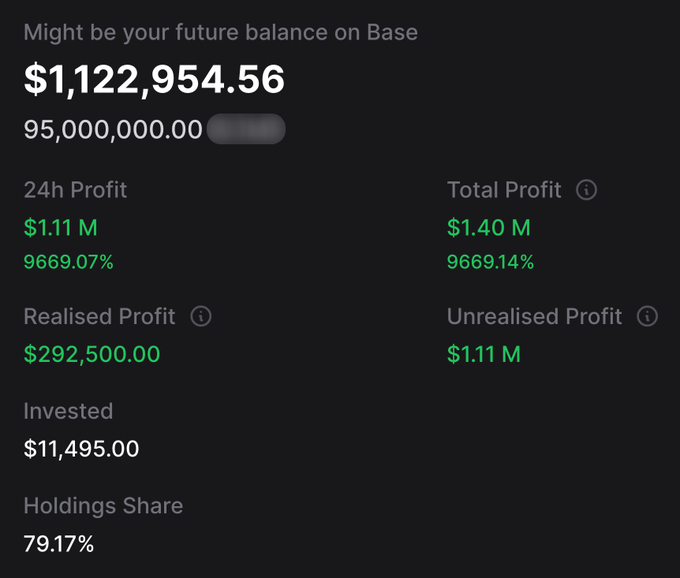 Might be your future balance on Base
$1,122,954.56
95,000,000.00
24h Profit
Total Profit
$1.11 M
$1.40 M
9669.07%
9669.14%
Realised Profit
Unrealised Profit
$292,500.00
$1.11 M
Invested
$11,495.00
Holdings Share
79.17%